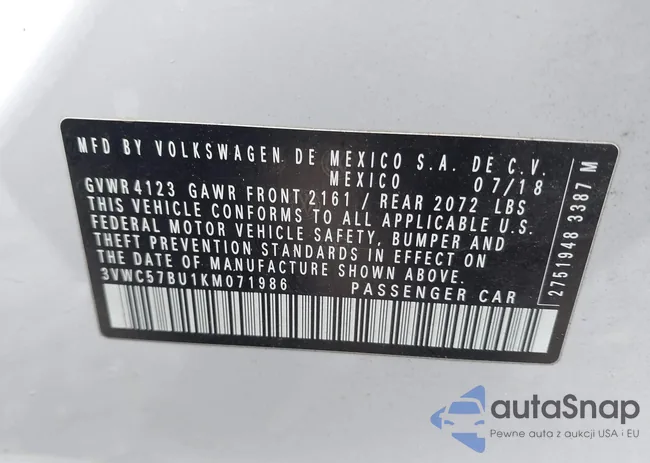 MFD BY VOLKSWAGEN DE MEXICO S.A. DE C.V.
MEXICO 07/18
GVWR 4123 GAWR FRONT 2161 / REAR 2072 LBS
THIS VEHICLE CONFORMS TO ALL APPLICABLE U.S.
FEDERAL MOTOR VEHICLE SAFETY, BUMPER AND
THEFT PREVENTION STANDARDS IN EFFECT ON
THE DATE OF MANUFACTURE SHOWN ABOVE
3VWC57BU1KM071986 PASSENGER CAR
2751948 3387 M
autaSnap
Pewne auta z aukcji USA i EU